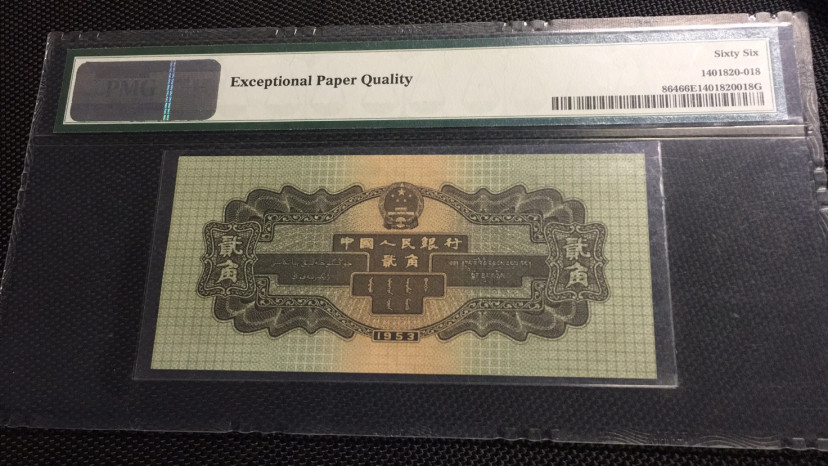 PMG
Exceptional Paper Quality
Sixty Six
1401820-018
86466E1401820018G
中國人民銀行
貳角
貳角
貳角
1953